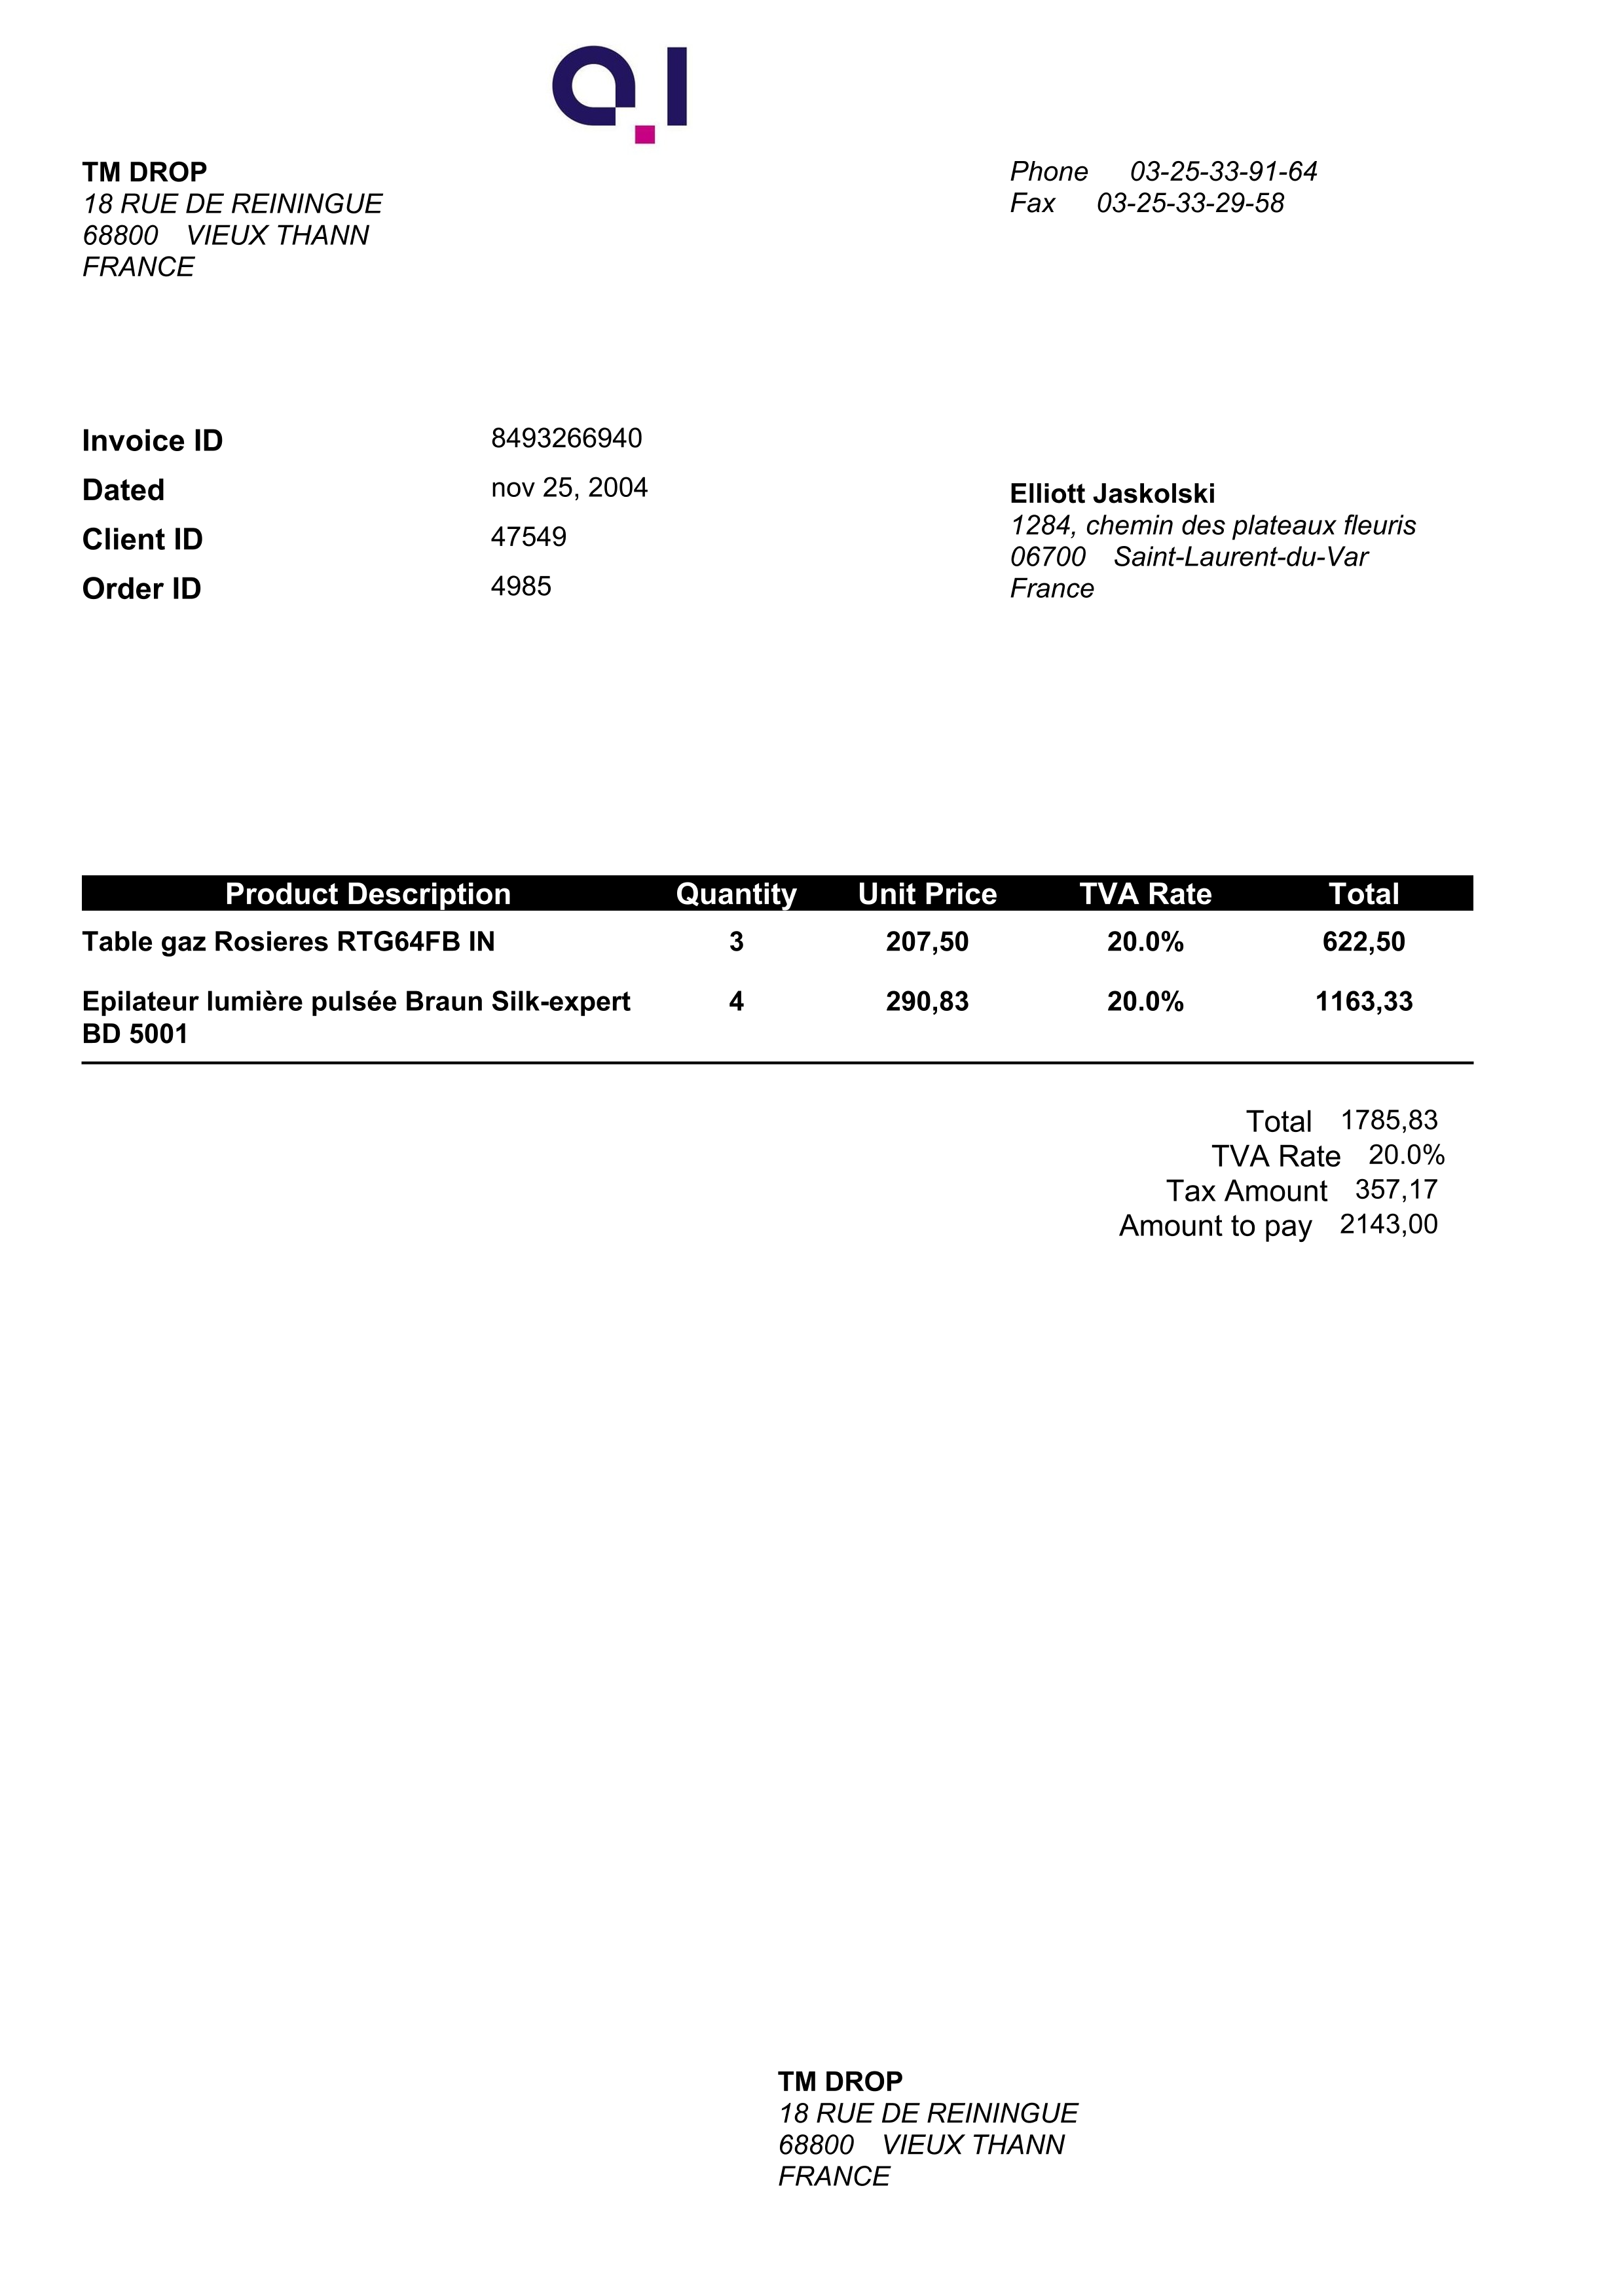 TM DROP
18 RUE DE REININGUE
68800 VIEUX THANN
FRANCE
Phone 03-25-33-91-64
Fax 03-25-33-29-58
Invoice ID 8493266940
Dated nov 25, 2004
Client ID 47549
Order ID 4985
Elliott Jaskolski
1284, chemin des plateaux fleuris
06700 Saint-Laurent-du-Var
France
Product Description Quantity Unit Price TVA Rate Total
Table gaz Rosieres RTG64FB IN 3 207,50 20.0% 622,50
Epilateur lumière pulsée Braun Silk-expert 4 290,83 20.0% 1163,33
BD 5001
Total 1785,83
TVA Rate 20.0%
Tax Amount 357,17
Amount to pay 2143,00
TM DROP
18 RUE DE REININGUE
68800 VIEUX THANN
FRANCE